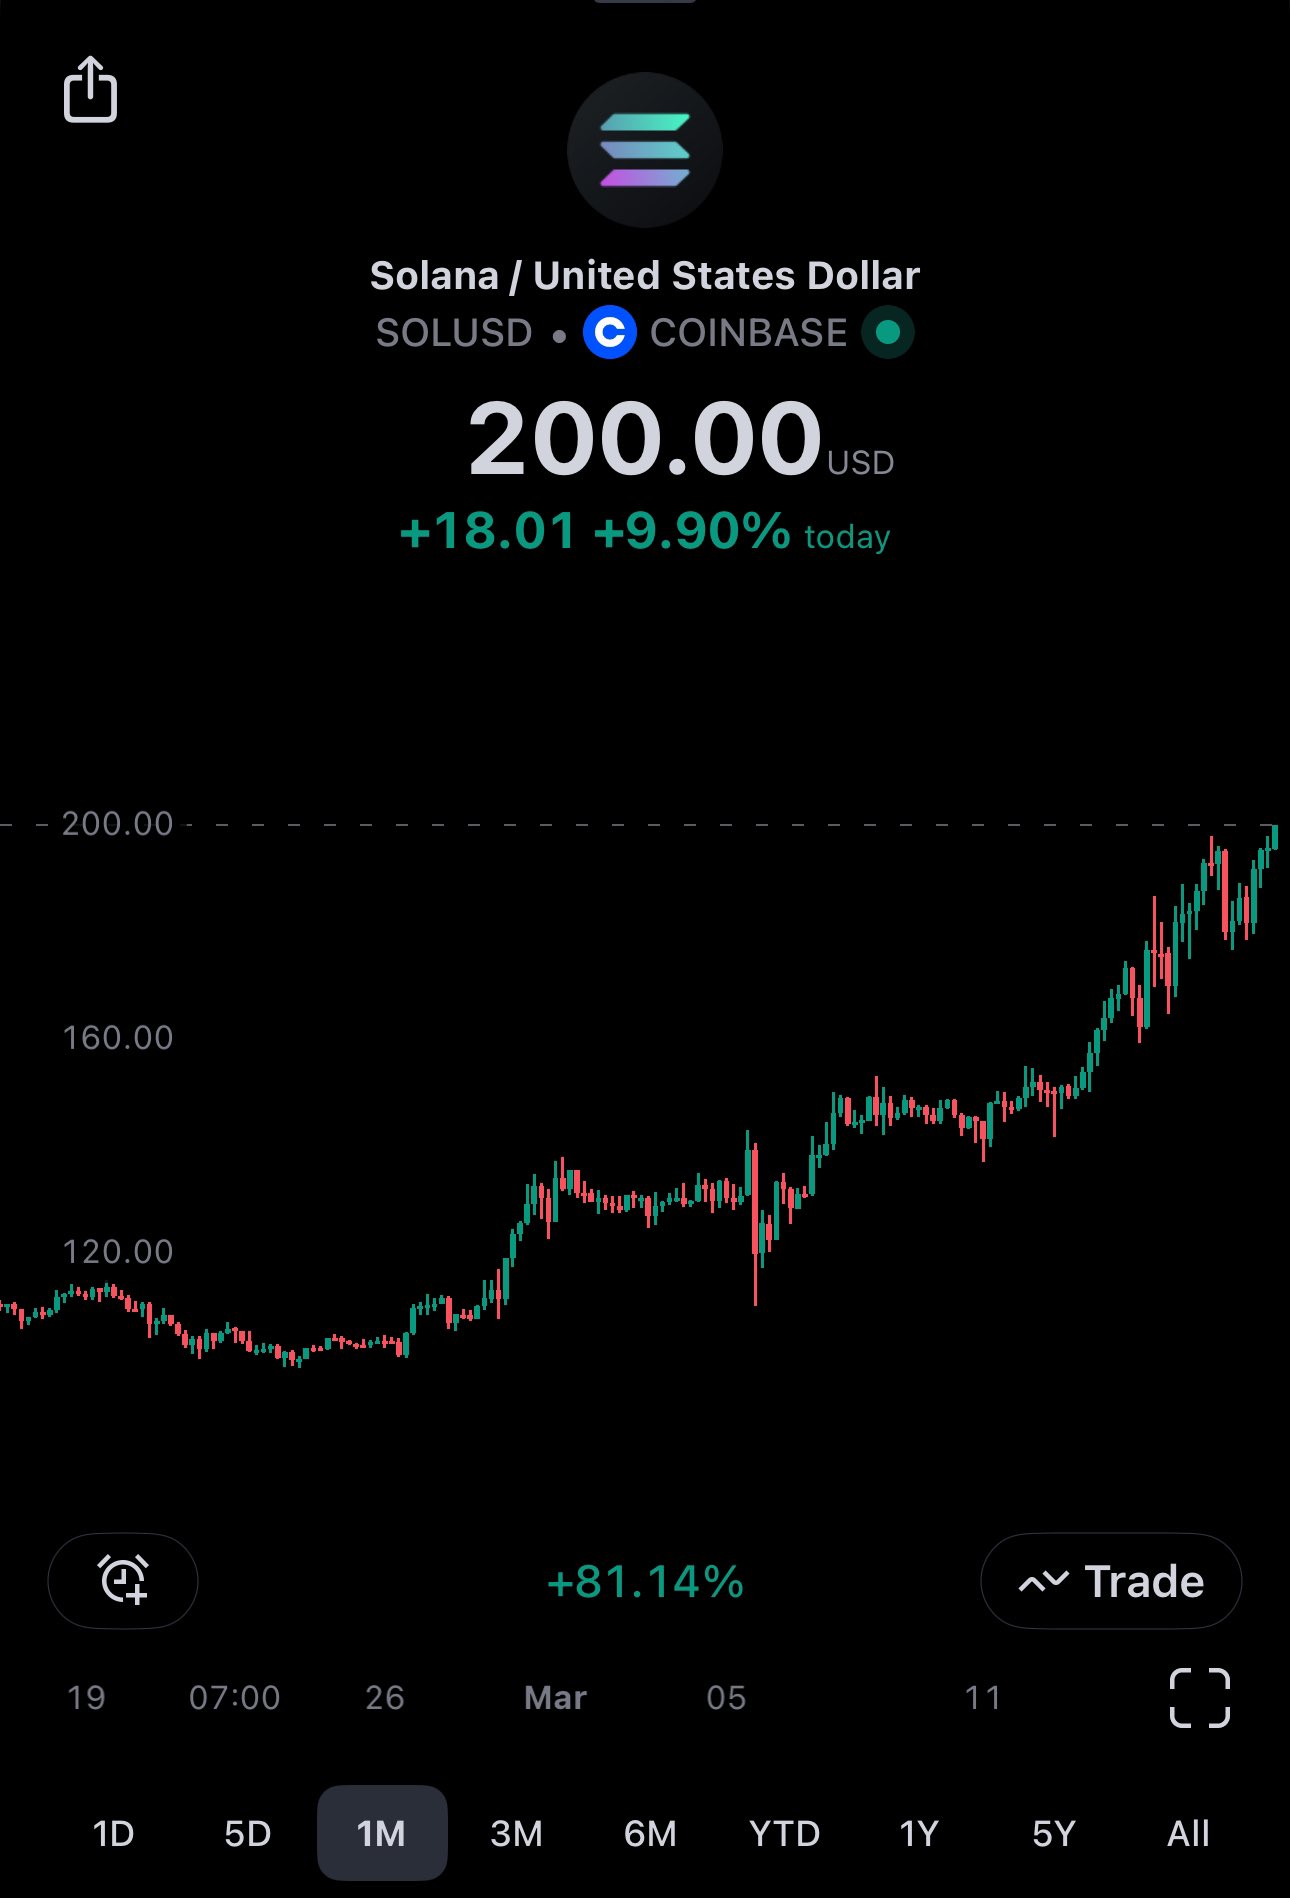 Solana / United States Dollar
SOLUSD • COINBASE
200.00 USD
+18.01 +9.90% today
200.00
160.00
120.00
+81.14%
Trade
19 07:00 26 Mar 05 11
1D 5D 1M 3M 6M YTD 1Y 5Y All